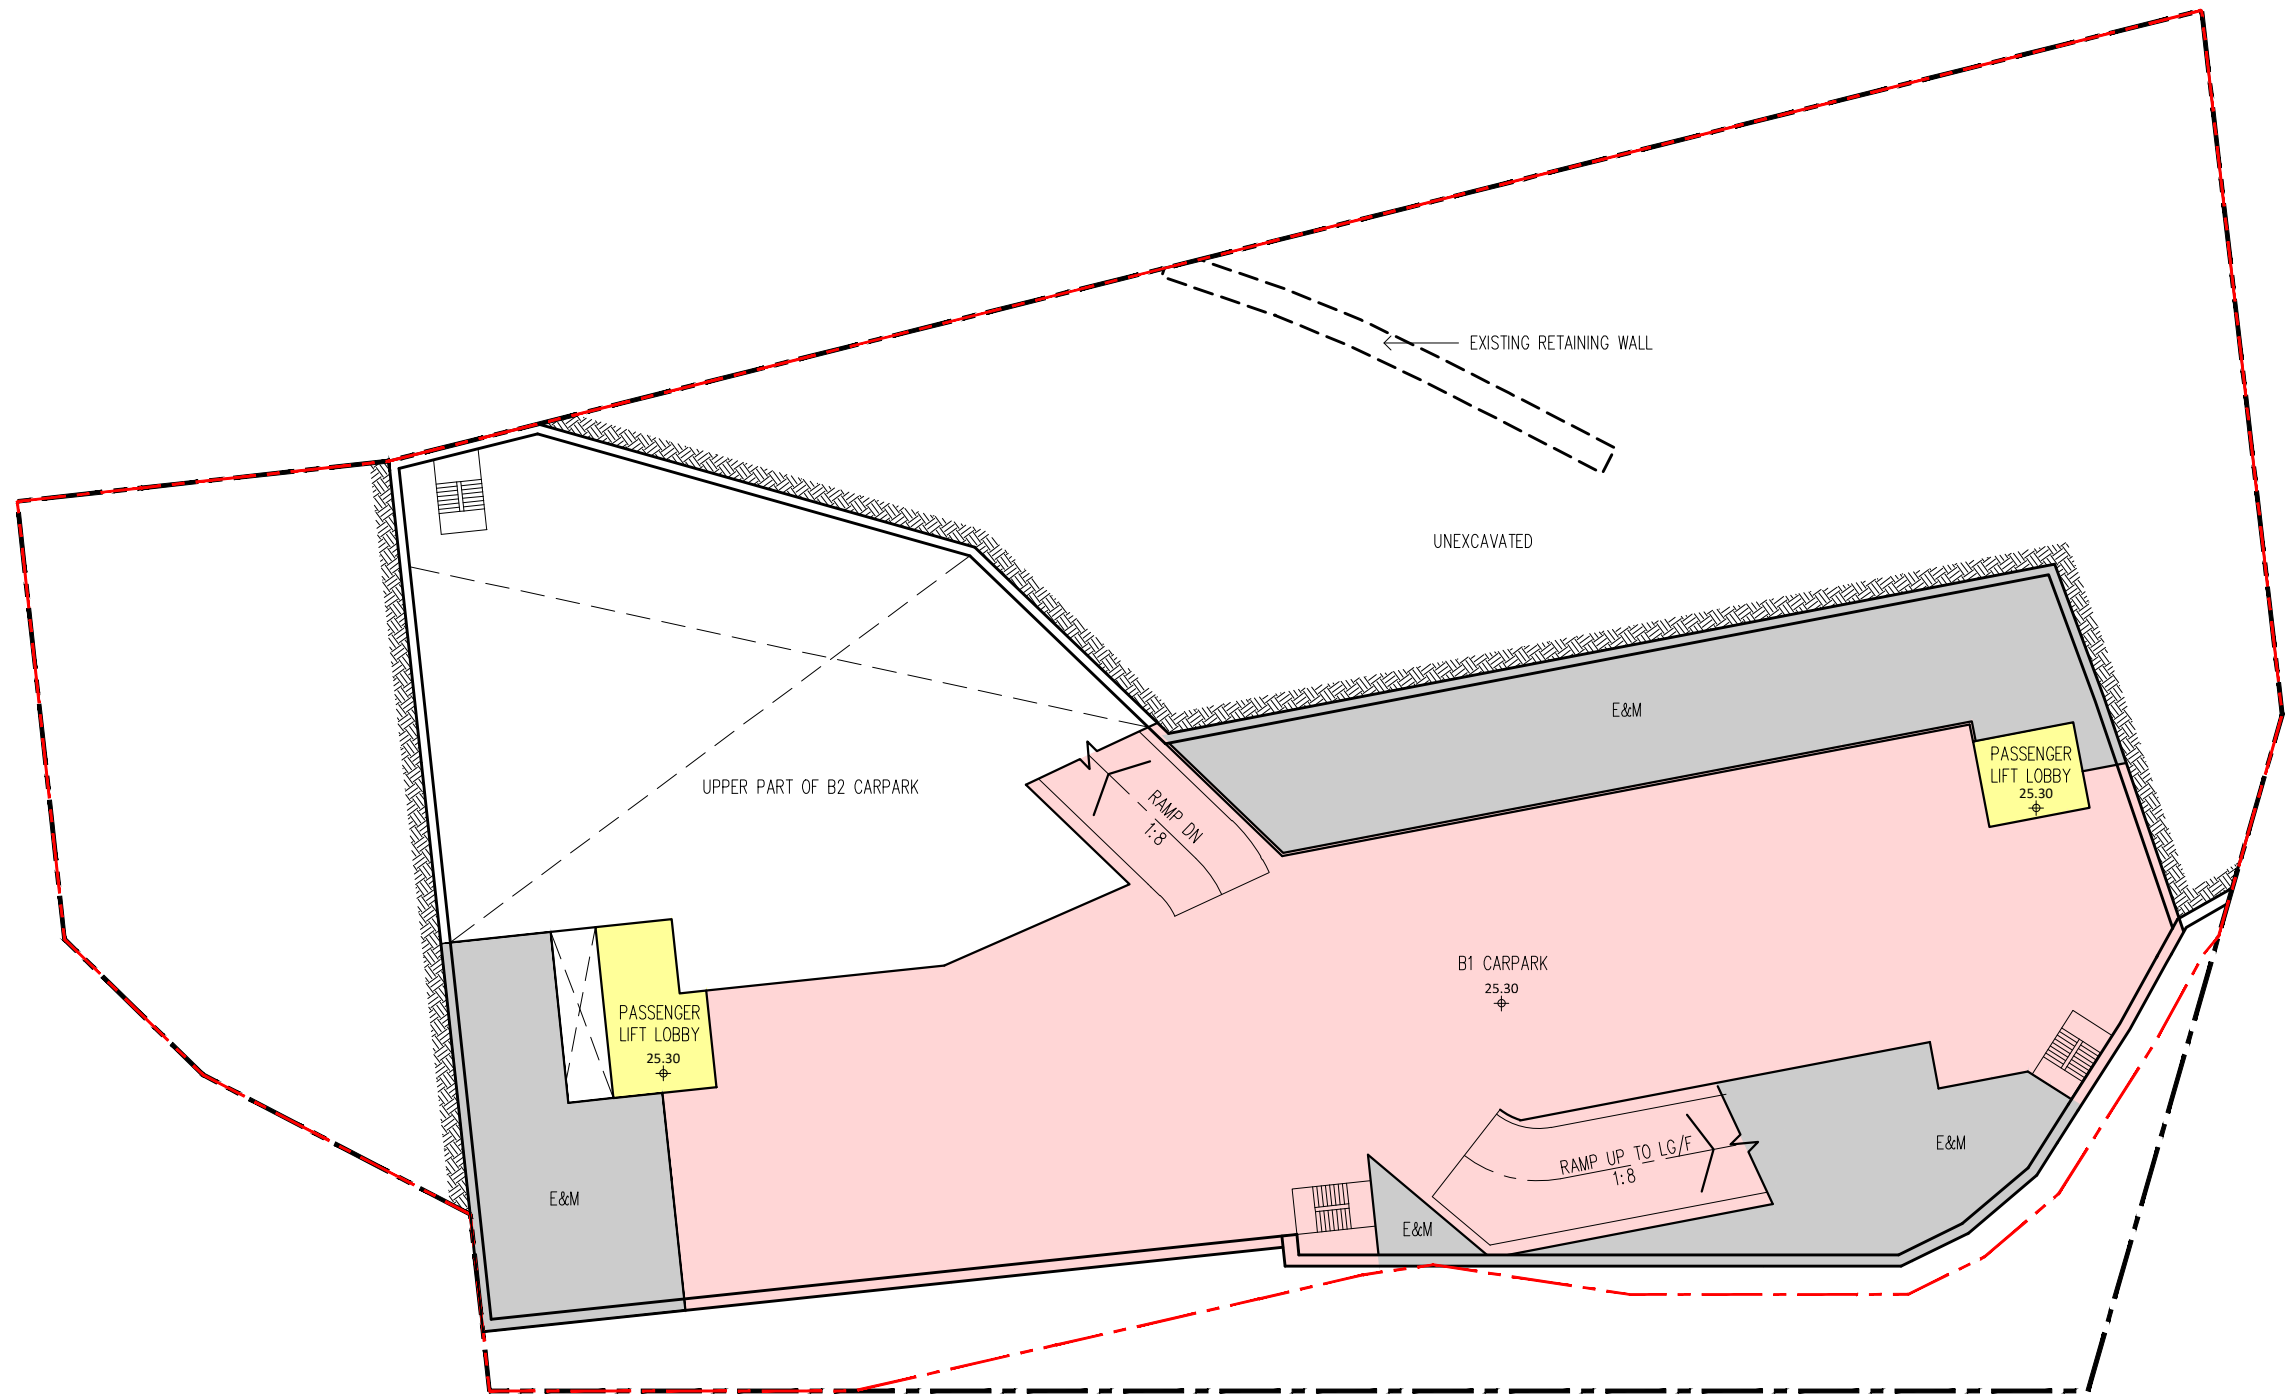 EXISTING RETAINING WALL
UNEXCAVATED
E&M
PASSENGER
LIFT LOBBY
25.30
UPPER PART OF B2 CARPARK
RAMP DN
1:8
B1 CARPARK
25.30
PASSENGER
LIFT LOBBY
25.30
RAMP UP TO LG/F
1:8
E&M
E&M
E&M